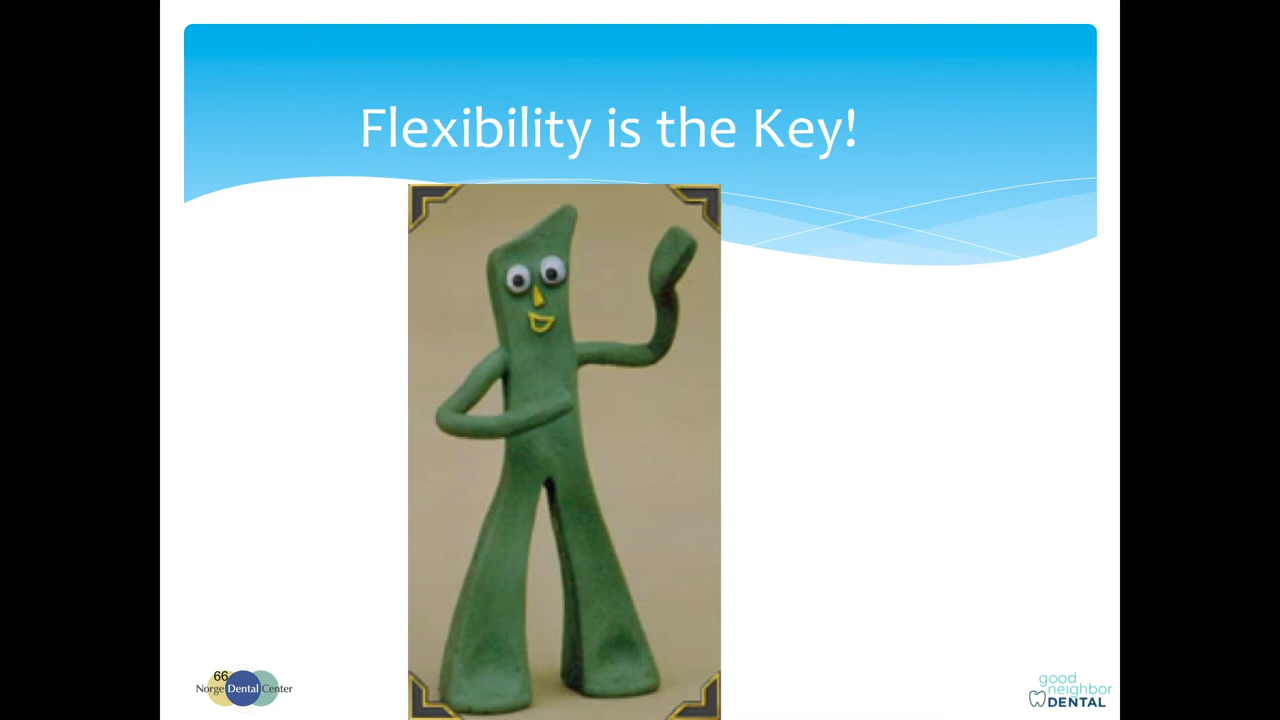 Flexibility is the Key!
66
Norge Dental Center
good
neighbor
DENTAL